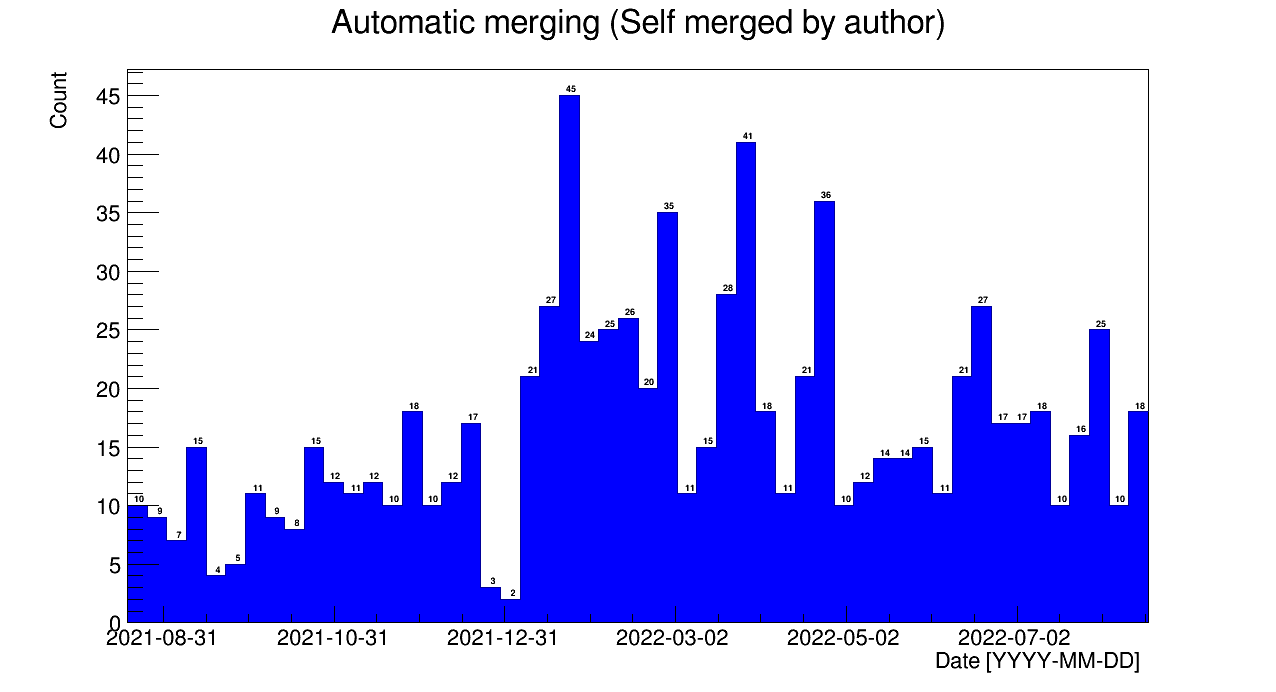 Automatic merging (Self merged by author)
Count
45
40
35
30
25
20
15
10
5
0
10 9 7 15 4 5 11 9 8 15 12 11 12 10 18 10 12 17 3 2 21 27 45 24 25 26 20 35 11 15 28 41 18 11 21 36 10 12 14 14 15 11 21 27 17 17 18 10 16 25 10 18
2021-08-31 2021-10-31 2021-12-31 2022-03-02 2022-05-02 2022-07-02
Date [YYYY-MM-DD]